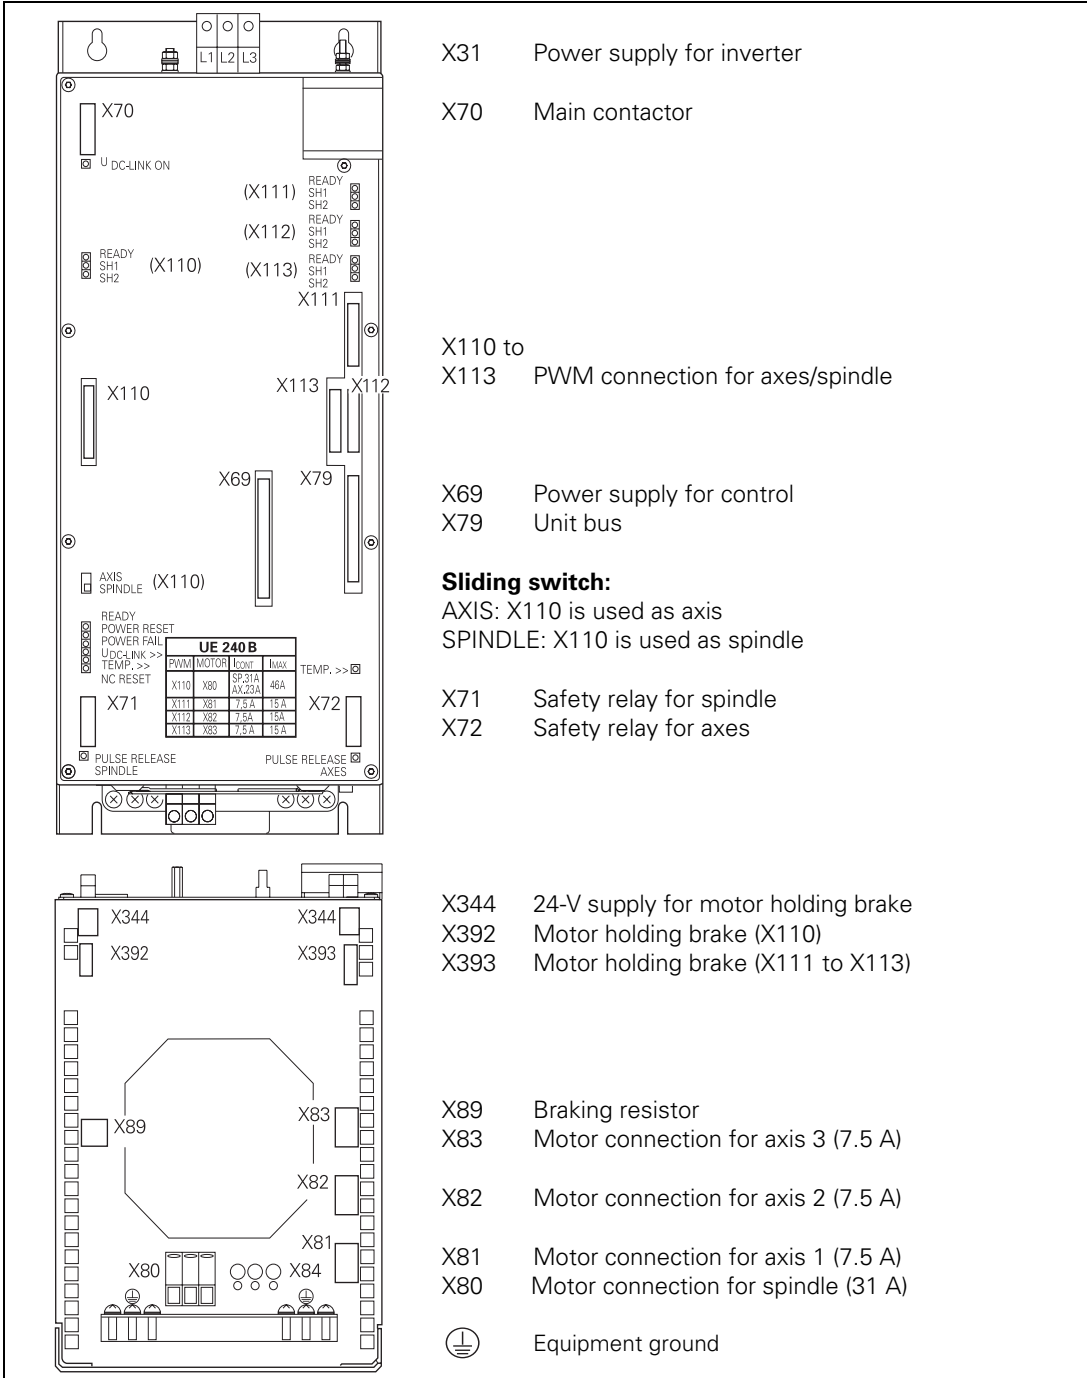 L1 L2 L3
X31 Power supply for inverter
X70
X70 Main contactor
U DC-LINK ON
(X111) READY
SH1
SH2
(X112) READY
SH1
SH2
READY
SH1
SH2
(X110)
(X113) READY
SH1
SH2
X111
X110 to
X113 PWM connection for axes/spindle
X110
X113 X112
X69 X79
X69 Power supply for control
X79 Unit bus
AXIS
SPINDLE
(X110)
Sliding switch:
AXIS: X110 is used as axis
SPINDLE: X110 is used as spindle
READY
POWER RESET
POWER FAIL
UDC-LINK >>
TEMP. >>
NC RESET
UE 240 B
PWM MOTOR ICONT IMAX
X110 X80 SP.31A
AX.23A 46A
X111 X81 7,5 A 15 A
X112 X82 7,5A 15A
X113 X83 7,5 A 15 A
TEMP. >>
X71 X72
X71 Safety relay for spindle
X72 Safety relay for axes
PULSE RELEASE
SPINDLE
PULSE RELEASE
AXES
X344 X344
X392 X393
X344 24-V supply for motor holding brake
X392 Motor holding brake (X110)
X393 Motor holding brake (X111 to X113)
X89 X83
X89 Braking resistor
X83 Motor connection for axis 3 (7.5 A)
X82
X82 Motor connection for axis 2 (7.5 A)
X81
X80 X84
X81 Motor connection for axis 1 (7.5 A)
X80 Motor connection for spindle (31 A)
Equipment ground